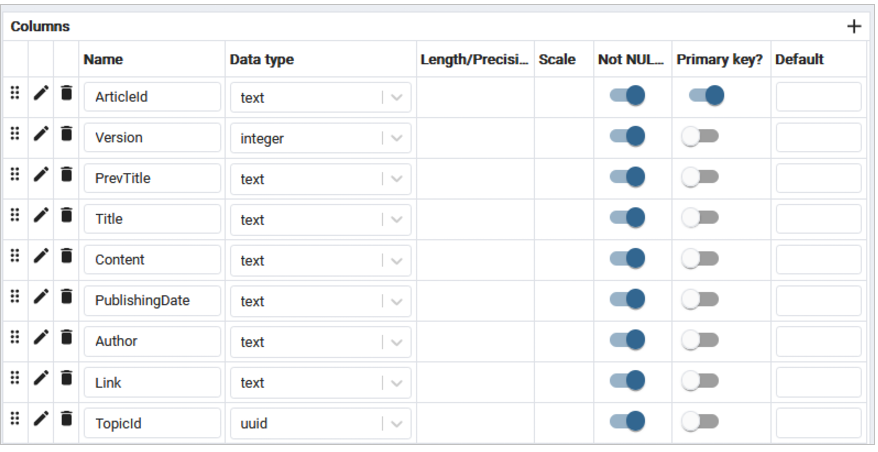 Columns
Name Data type Length/Precisi... Scale Not NUL... Primary key? Default
ArticleId text
Version integer
PrevTitle text
Title text
Content text
PublishingDate text
Author text
Link text
TopicId uuid